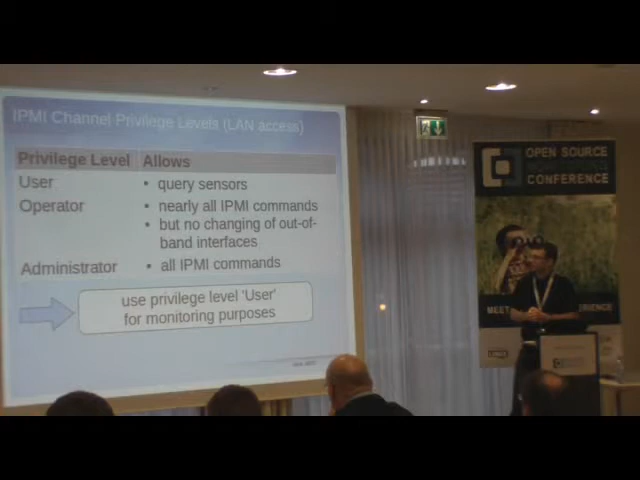 IPMI Channel Privilege Levels (LAN access)
Privilege Level Allows
User • query sensors
Operator • nearly all IPMI commands
• but no changing of out-of-
band interfaces
Administrator • all IPMI commands
use privilege level 'User'
for monitoring purposes
OPEN SOURCE
CONFERENCE
MEET